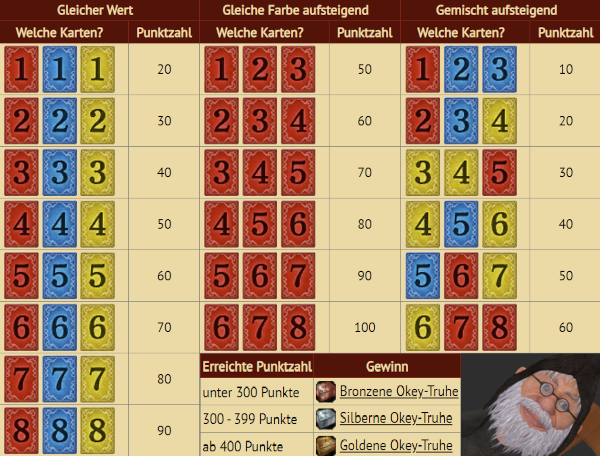 Gleicher Wert Gleiche Farbe aufsteigend Gemischt aufsteigend
Welche Karten? Punktzahl Welche Karten? Punktzahl Welche Karten? Punktzahl
1 1 1 20 1 2 3 50 1 2 3 10
2 2 2 30 2 3 4 60 2 3 4 20
3 3 3 40 3 4 5 70 3 4 5 30
4 4 4 50 4 5 6 80 4 5 6 40
5 5 5 60 5 6 7 90 5 6 7 50
6 6 6 70 6 7 8 100 6 7 8 60
7 7 7 80
8 8 8 90
Erreichte Punktzahl Gewinn
unter 300 Punkte Bronzene Okey-Truhe
300 - 399 Punkte Silberne Okey-Truhe
ab 400 Punkte Goldene Okey-Truhe